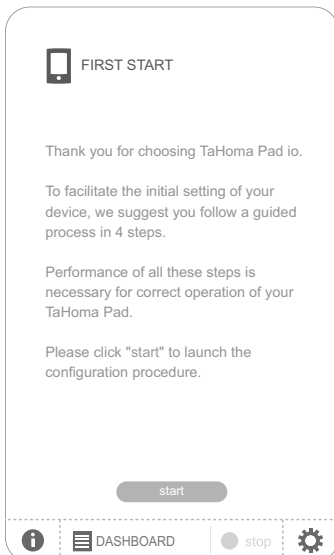 FIRST START
Thank you for choosing TaHoma Pad io.
To facilitate the initial setting of your
device, we suggest you follow a guided
process in 4 steps.
Performance of all these steps is
necessary for correct operation of your
TaHoma Pad.
Please click "start" to launch the
configuration procedure.
start
DASHBOARD stop